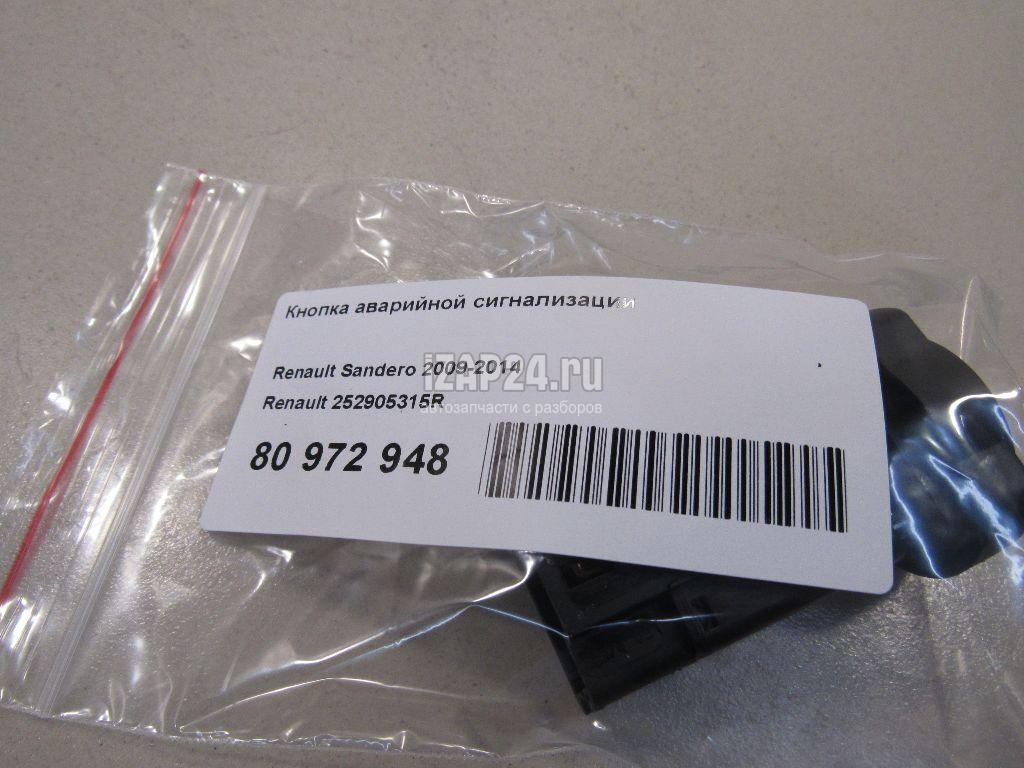 Кнопка аварийной сигнализации
Renault Sandero 2009-2014
iZAP24.ru
Renault 252905315R
автозапчасти с разборов
80 972 948